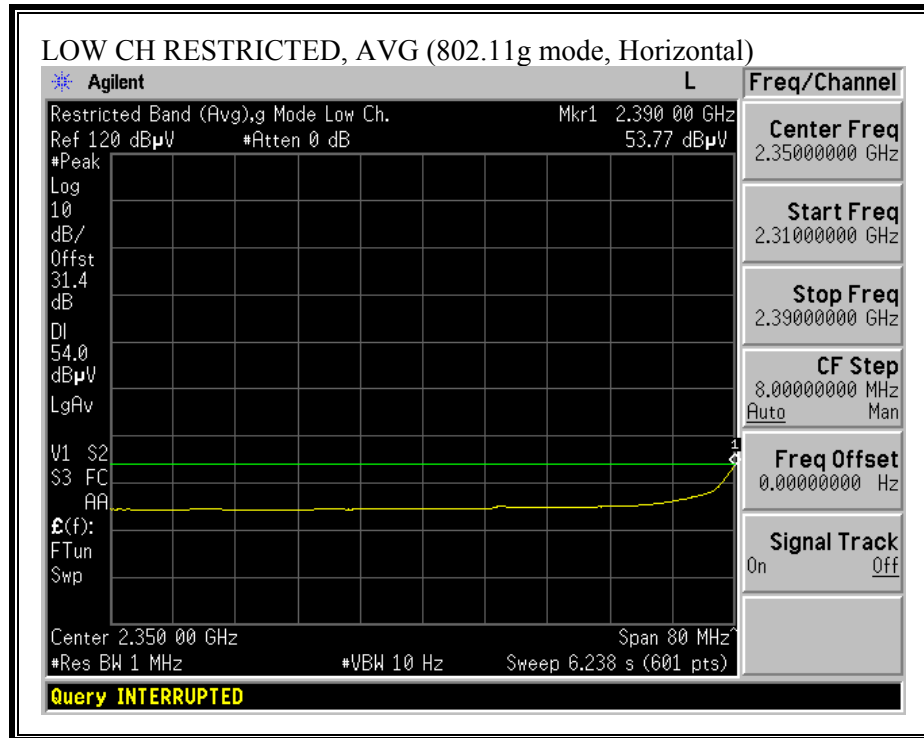 LOW CH RESTRICTED, AVG (802.11g mode, Horizontal)
Agilent
L
Freq/Channel
Restricted Band (Avg),g Mode Low Ch.
Mkr1 2.390 00 GHz
Ref 120 dBµV
#Atten 0 dB
53.77 dBµV
#Peak
Log
10
dB/
Offst
31.4
dB
DI
54.0
dBµV
LgAv
V1 S2
S3 FC
AA
£(f):
FTun
Swp
1
Center 2.350 00 GHz
Span 80 MHz^
#Res BW 1 MHz
#VBW 10 Hz
Sweep 6.238 s (601 pts)
Query INTERRUPTED
Center Freq
2.35000000 GHz
Start Freq
2.31000000 GHz
Stop Freq
2.39000000 GHz
CF Step
8.00000000 MHz
Auto Man
Freq Offset
0.00000000 Hz
Signal Track
On Off